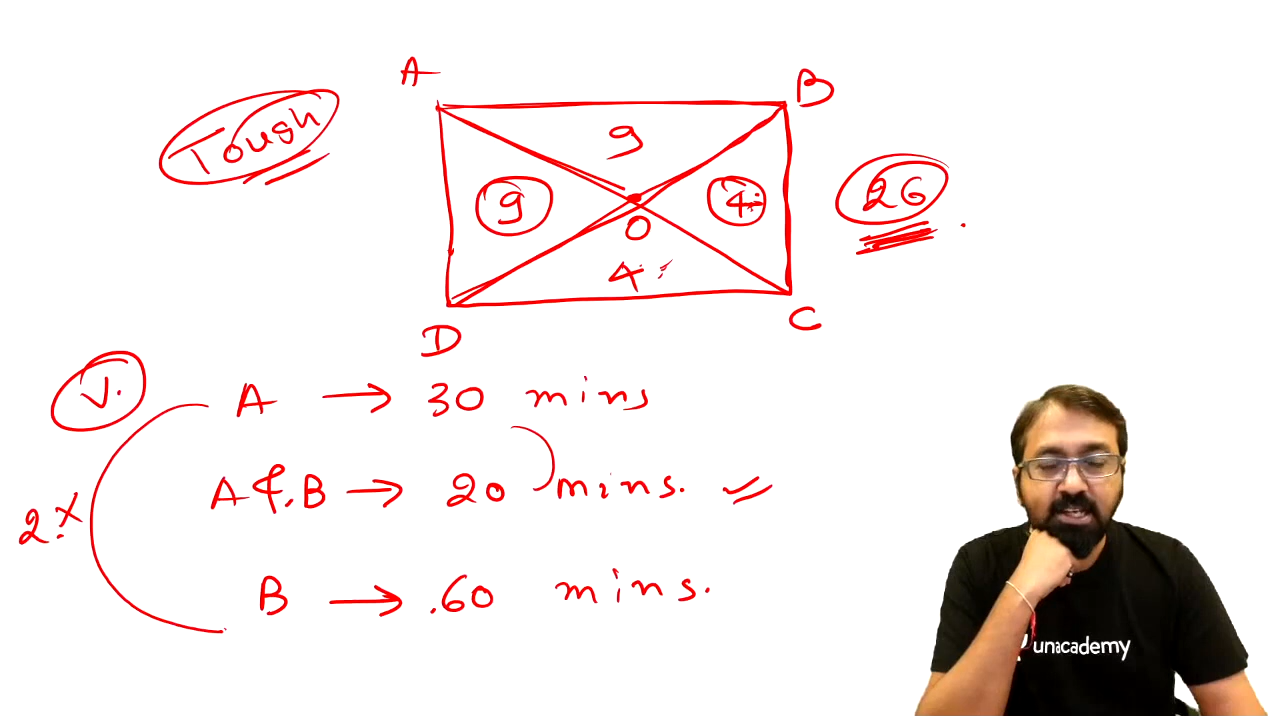 A
B
Tough
9
9
4
26
O
4
D
C
V.
A → 30 mins
2x
A & B → 20 mins.
B → .60 mins.
unacademy